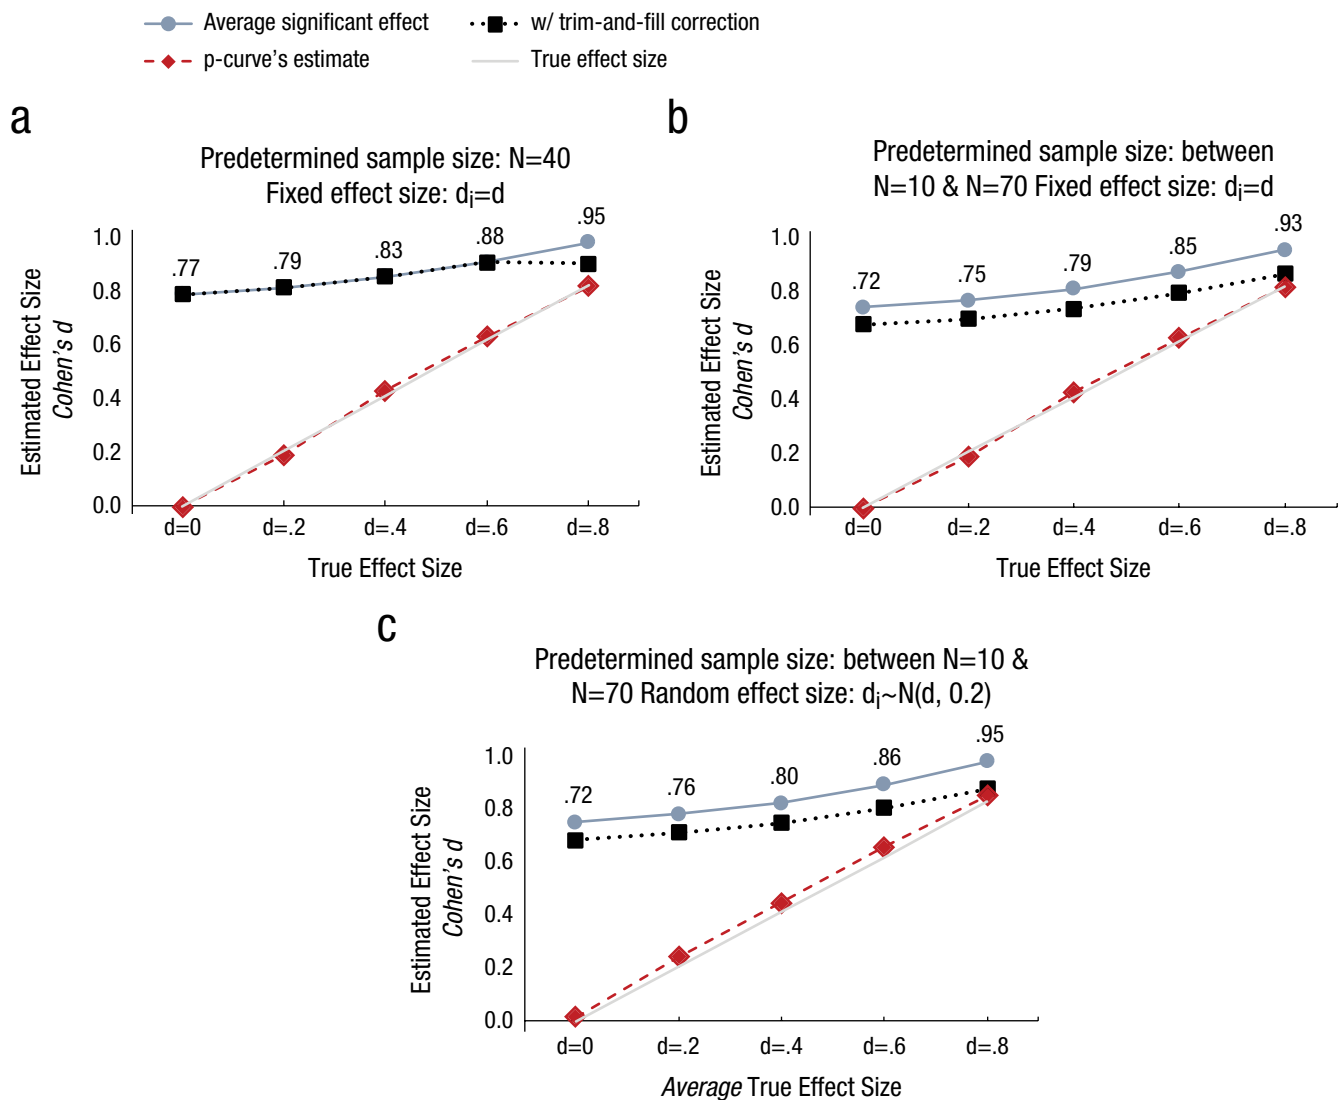 Average significant effect
w/ trim-and-fill correction
p-curve's estimate
True effect size
a
Predetermined sample size: N=40
Fixed effect size: di=d
.77
.79
.83
.88
.95
1.0
0.8
0.6
0.4
0.2
0.0
Estimated Effect Size
Cohen's d
d=0
d=.2
d=.4
d=.6
d=.8
True Effect Size
b
Predetermined sample size: between
N=10 & N=70 Fixed effect size: di=d
.72
.75
.79
.85
.93
1.0
0.8
0.6
0.4
0.2
0.0
Estimated Effect Size
Cohen's d
d=0
d=.2
d=.4
d=.6
d=.8
True Effect Size
c
Predetermined sample size: between N=10 &
N=70 Random effect size: di~N(d, 0.2)
.72
.76
.80
.86
.95
1.0
0.8
0.6
0.4
0.2
0.0
Estimated Effect Size
Cohen's d
d=0
d=.2
d=.4
d=.6
d=.8
Average True Effect Size